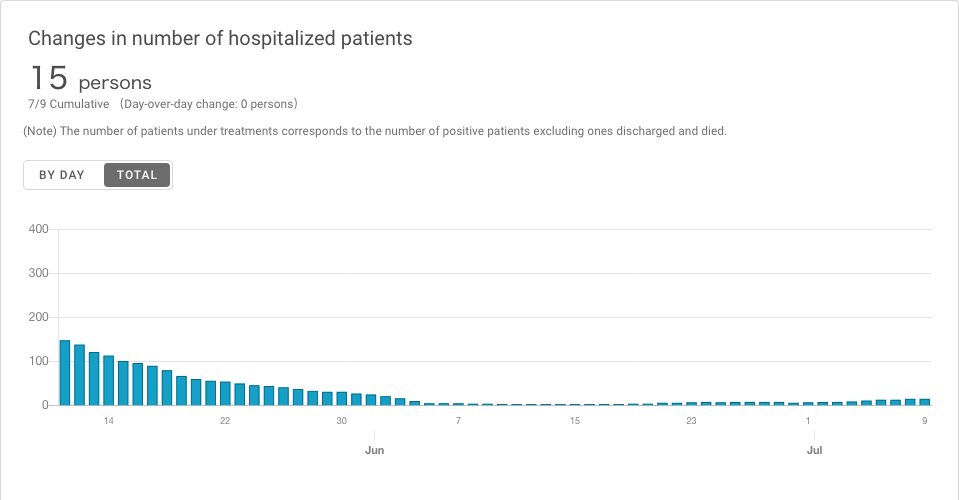 Changes in number of hospitalized patients
15 persons
7/9 Cumulative （Day-over-day change: 0 persons）
(Note) The number of patients under treatments corresponds to the number of positive patients excluding ones discharged and died.
BY DAY TOTAL
400
300
200
100
0
14 22 30 7 15 23 1 9
Jun Jul